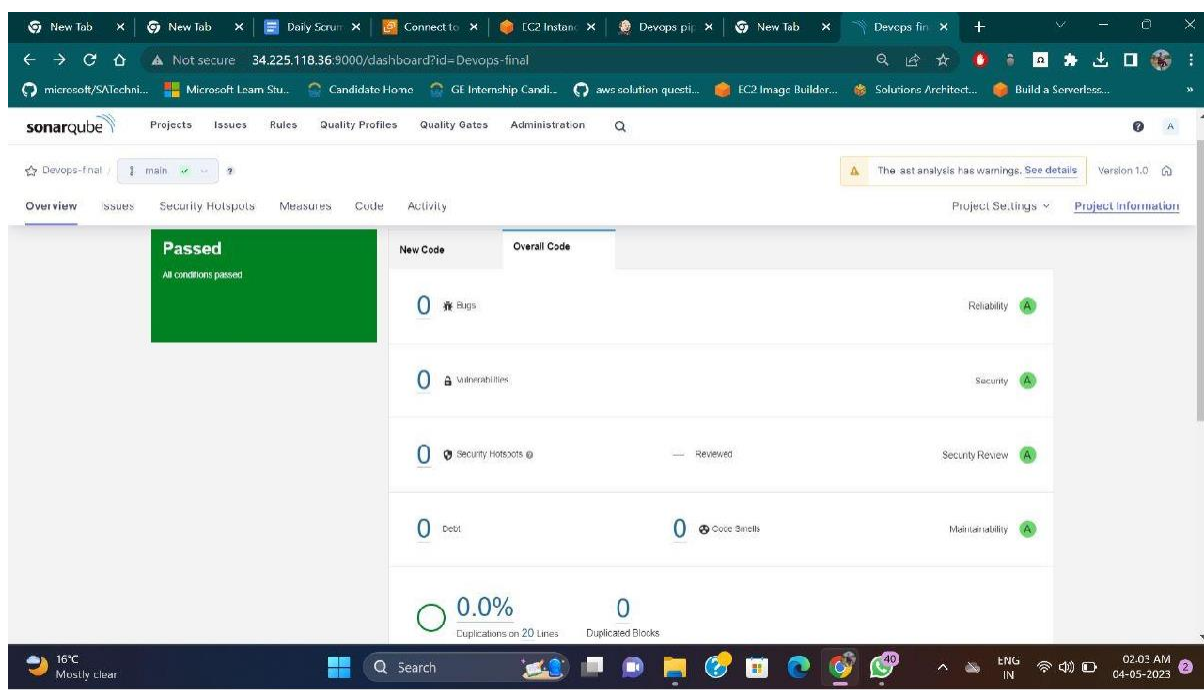 New Tab
New Tab
Daily Scrum
Connect to
EC2 Instanc
Devops pip
New Tab
Devops fin
Not secure 34.225.118.36:9000/dashboard?id=Devops-final
microsoft/SATechni...
Microsoft Learn Stu..
Candidate Home
GE Internship Candi..
aws solution questi...
EC2 Image Builder...
Solutions Architect...
Build a Serverless...
»
sonarqube
Projects Issues Rules Quality Profiles Quality Gates Administration
A
Devops-final / main
The last analysis has warnings. See details
Version 1.0
Overview Issues Security Hotspots Measures Code Activity
Project Settings Project Information
Passed
All conditions passed
New Code
Overall Code
0 Bugs
Reliability A
0 Vulnerabilities
Security A
0 Security Hotspots
— Reviewed
Security Review A
0 Debt
0 Code Smells
Maintainability A
0.0%
Duplications on 20 Lines
0
Duplicated Blocks
16°C
Mostly clear
Search
40
ENG
IN
02:03 AM
04-05-2023
2